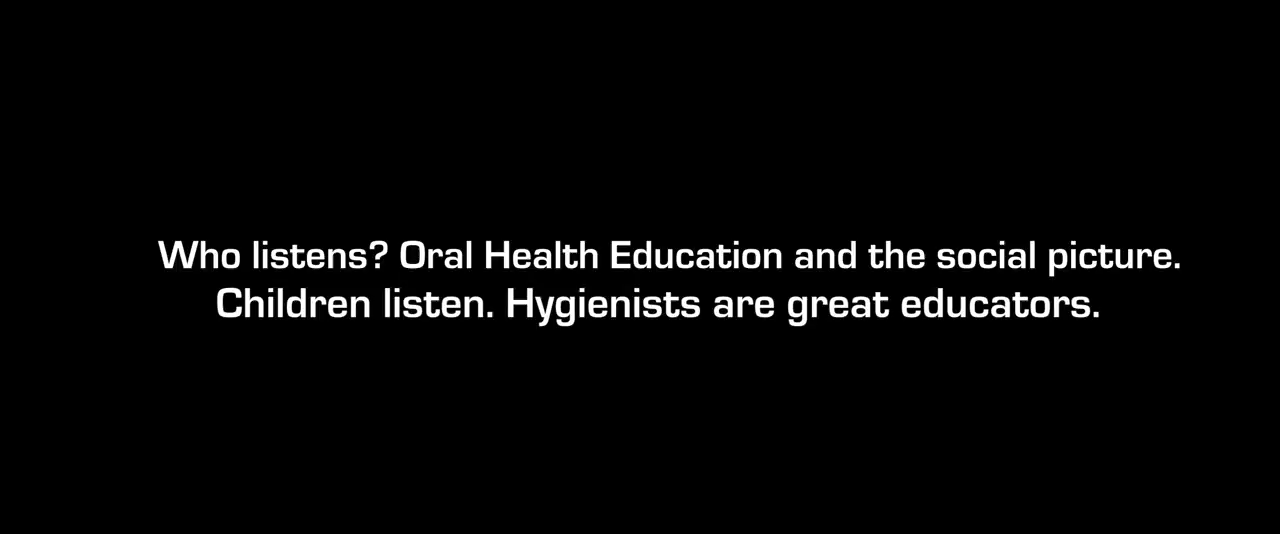 Who listens? Oral Health Education and the social picture.
Children listen. Hygienists are great educators.